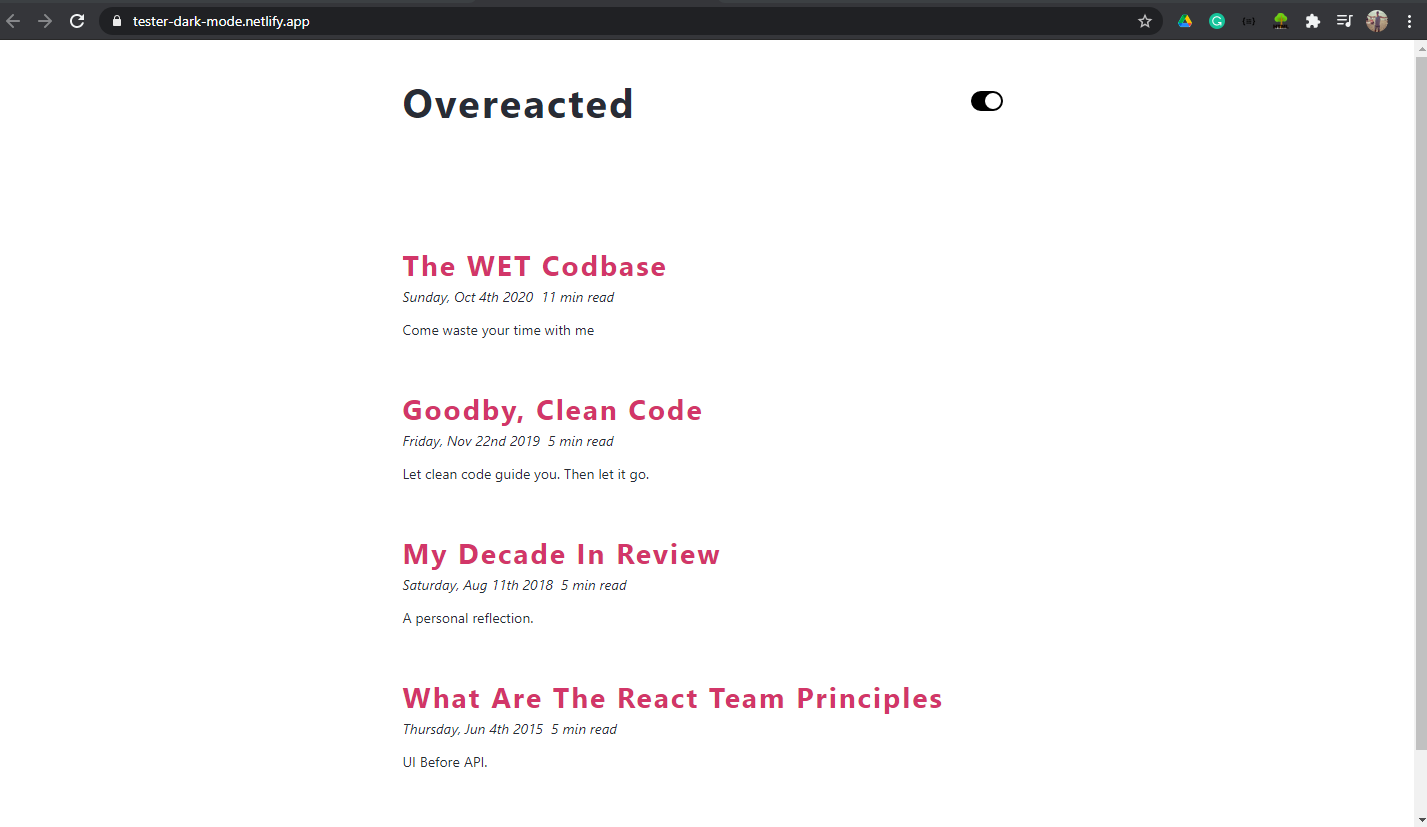 tester-dark-mode.netlify.app
Overeacted
The WET Codbase
Sunday, Oct 4th 2020 11 min read
Come waste your time with me
Goodby, Clean Code
Friday, Nov 22nd 2019 5 min read
Let clean code guide you. Then let it go.
My Decade In Review
Saturday, Aug 11th 2018 5 min read
A personal reflection.
What Are The React Team Principles
Thursday, Jun 4th 2015 5 min read
UI Before API.